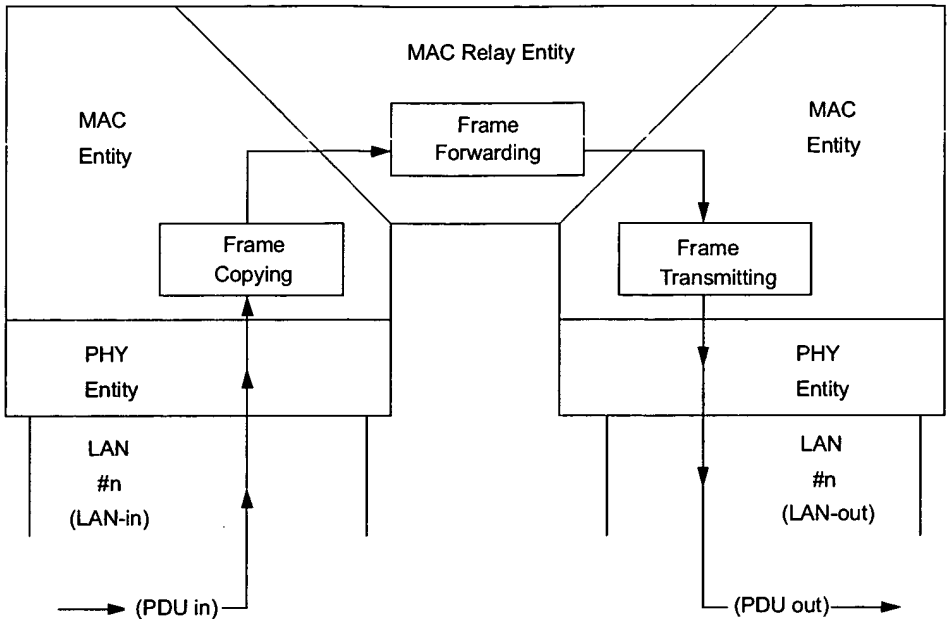 MAC Relay Entity
MAC
Entity
Frame
Forwarding
MAC
Entity
Frame
Copying
Frame
Transmitting
PHY
Entity
PHY
Entity
LAN
#n
(LAN-in)
LAN
#n
(LAN-out)
(PDU in)
(PDU out)